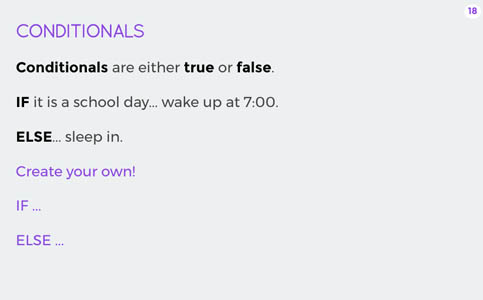 18
CONDITIONALS
Conditionals are either true or false.
IF it is a school day... wake up at 7:00.
ELSE... sleep in.
Create your own!
IF ...
ELSE ...